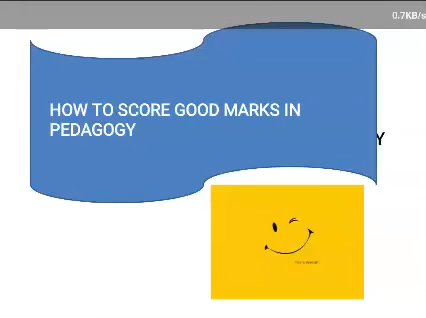 0.7KB/s
HOW TO SCORE GOOD MARKS IN
PEDAGOGY
Y